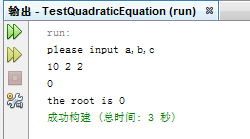 输出 - TestQuadraticEquation (run)
run:
please input a,b,c
10 2 2
0
the root is 0
成功构建 (总时间: 3 秒)